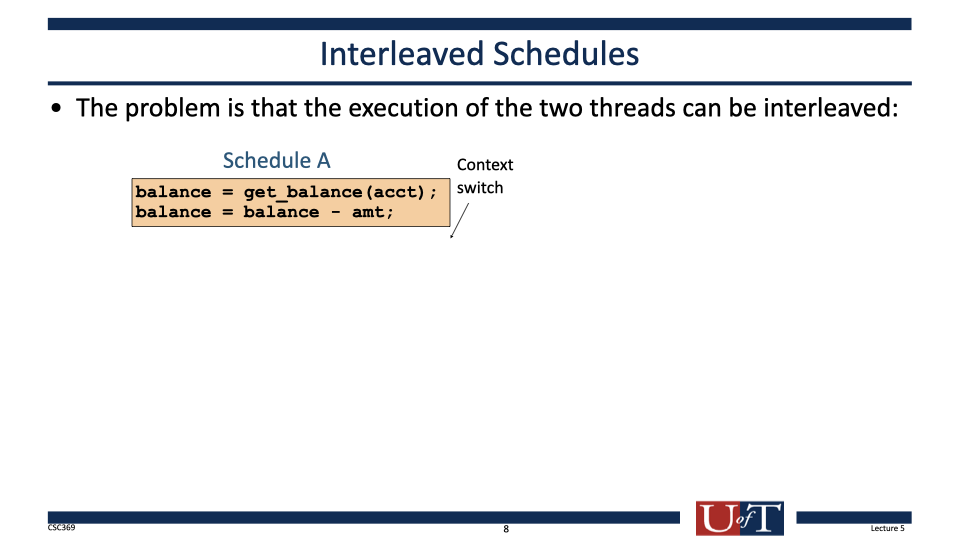 Interleaved Schedules
• The problem is that the execution of the two threads can be interleaved:
Schedule A
Context
switch
balance = get_balance(acct);
balance = balance - amt;
CSC369
8
U of T
Lecture 5